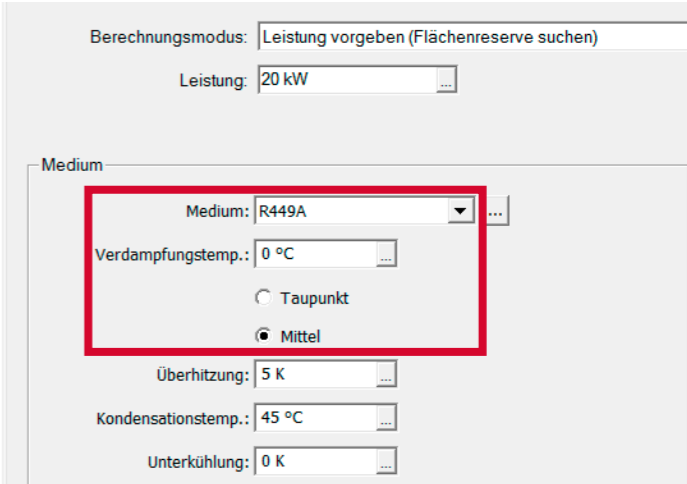 Berechnungsmodus: Leistung vorgeben (Flächenreserve suchen)
Leistung: 20 kW ...
Medium
Medium: R449A ...
Verdampfungstemp.: 0 °C ...
Taupunkt
Mittel
Überhitzung: 5 K ...
Kondensationstemp.: 45 °C ...
Unterkühlung: 0 K ...